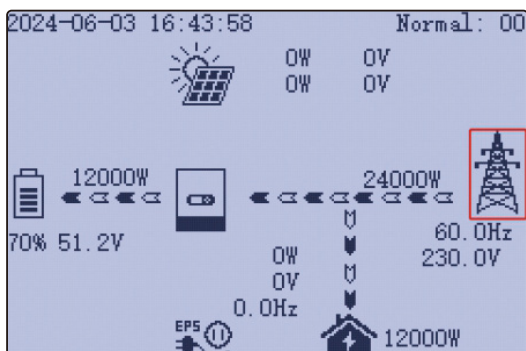 2024-06-03 16:43:58 Normal: 00
0W 0V
0W 0V
12000W 24000W
70% 51.2V
60.0Hz
230.0V
0W
0V
0.0Hz
EPS
12000W